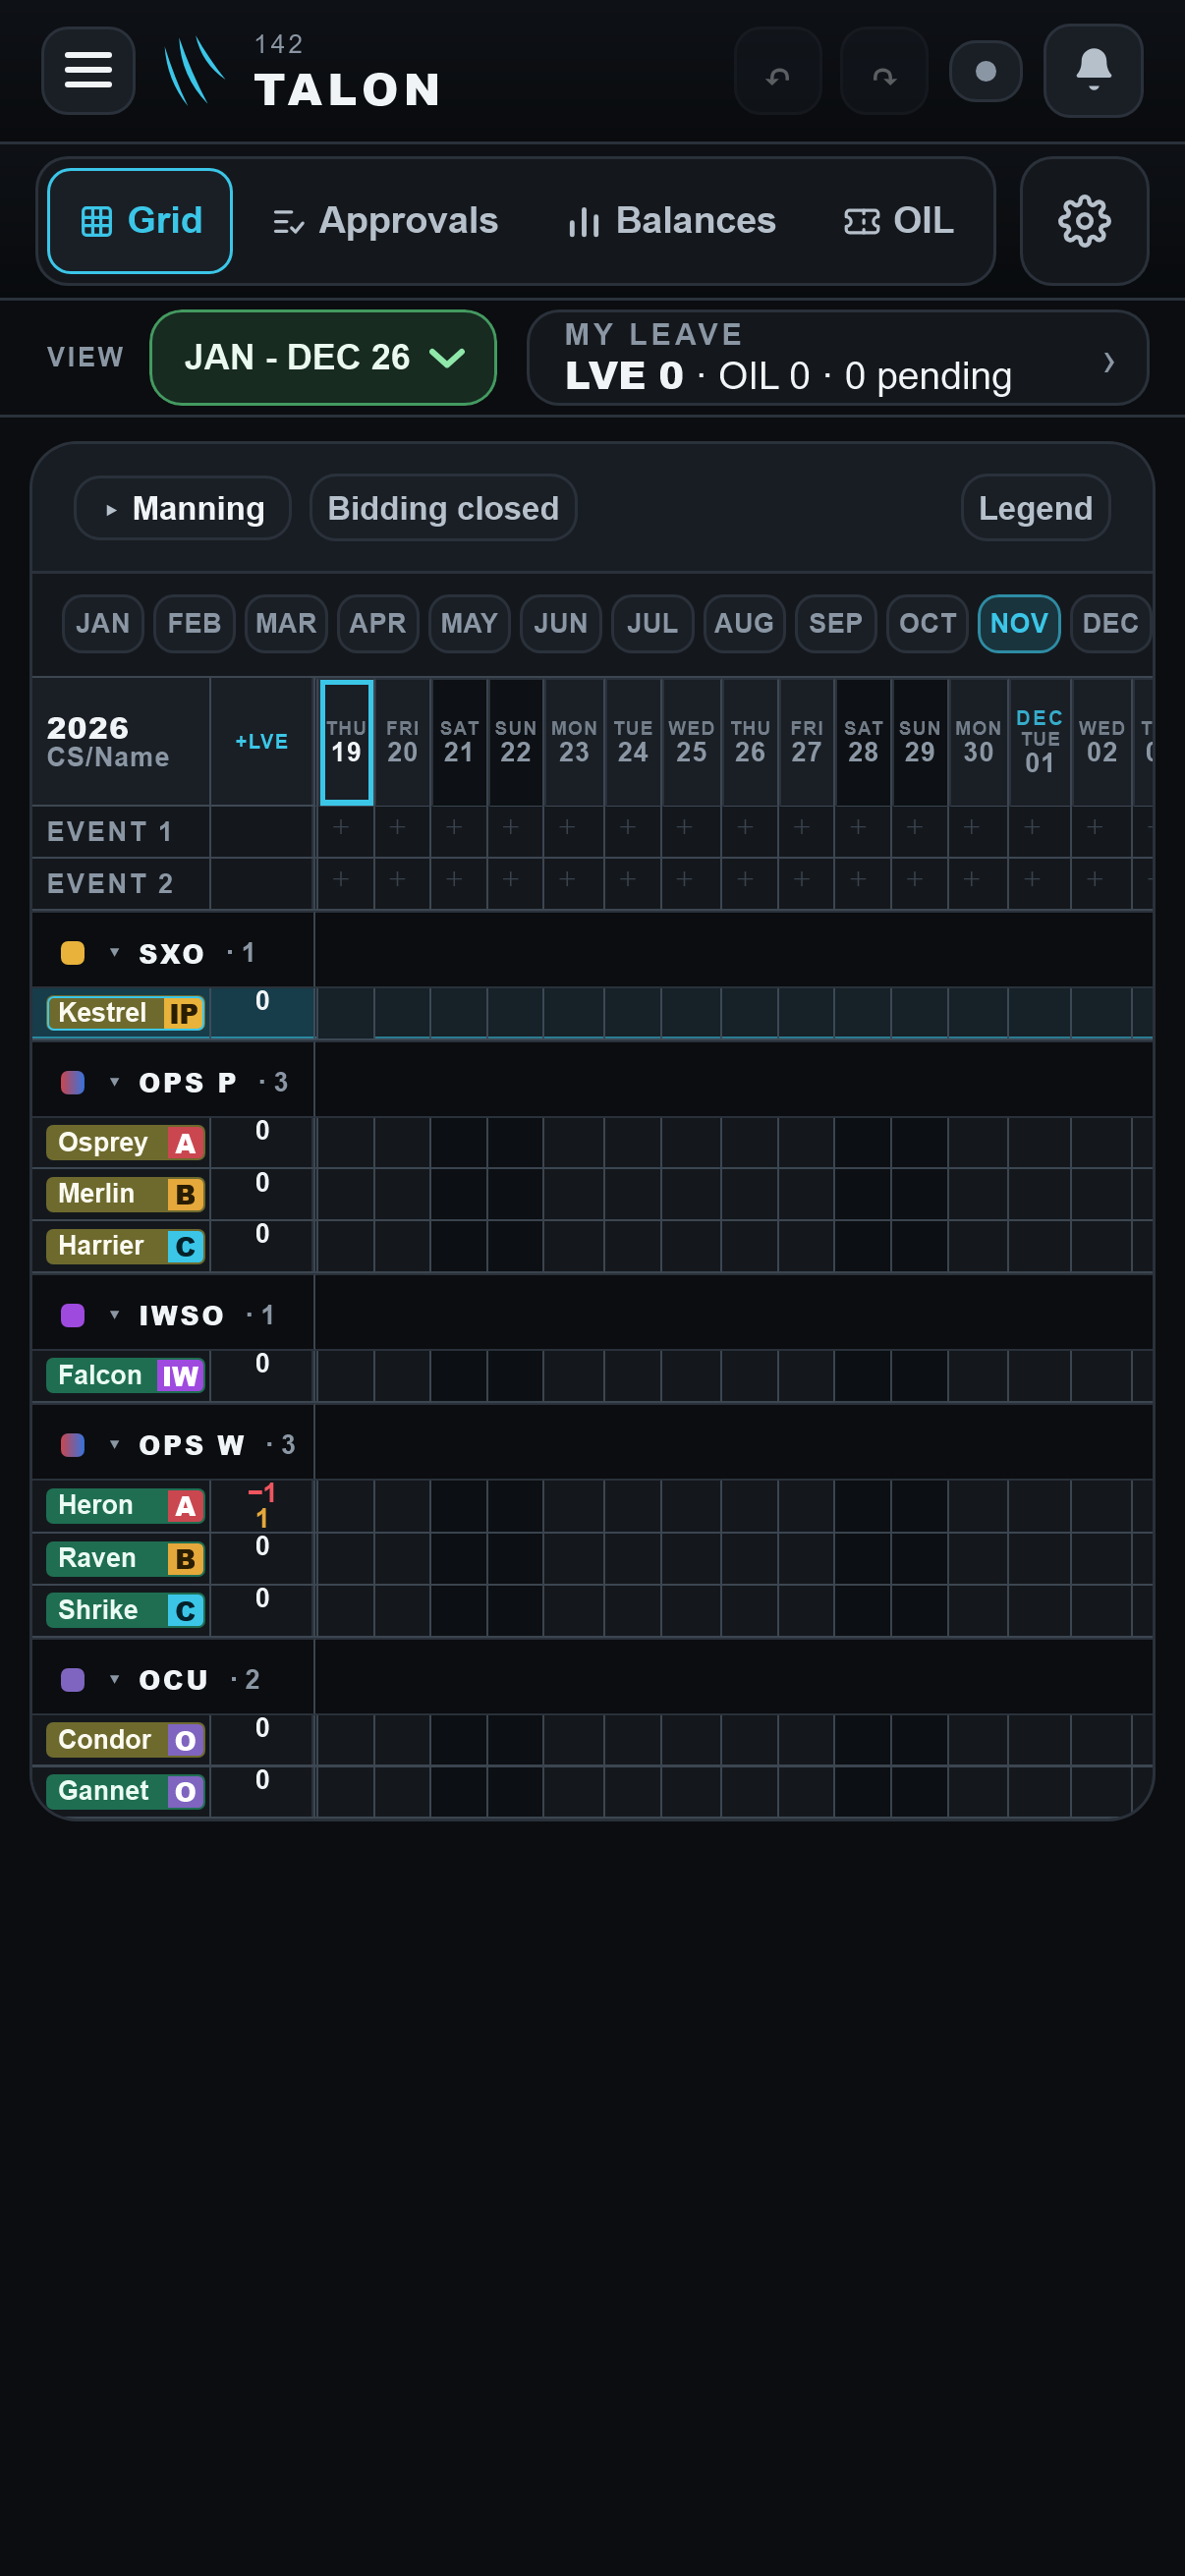 142
TALON
Grid
Approvals
Balances
OIL
VIEW
JAN - DEC 26
MY LEAVE
LVE 0 · OIL 0 · 0 pending
Manning
Bidding closed
Legend
JAN FEB MAR APR MAY JUN JUL AUG SEP OCT NOV DEC
2026
CS/Name
+LVE
THU 19
FRI 20
SAT 21
SUN 22
MON 23
TUE 24
WED 25
THU 26
FRI 27
SAT 28
SUN 29
MON 30
DEC TUE 01
WED 02
EVENT 1 + + + + + + + + + + + + + +
EVENT 2 + + + + + + + + + + + + + +
SXO · 1
Kestrel IP 0
OPS P · 3
Osprey A 0
Merlin B 0
Harrier C 0
IWSO · 1
Falcon IW 0
OPS W · 3
Heron A −1
1
Raven B 0
Shrike C 0
OCU · 2
Condor O 0
Gannet O 0